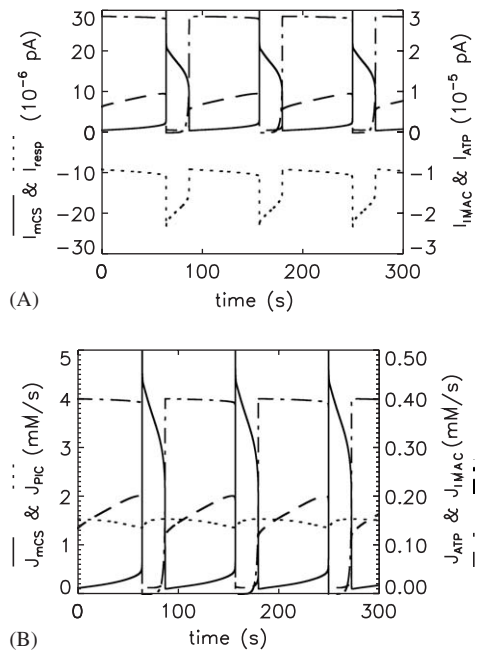 30
20
10
0
−10
−20
−30
3
2
1
0
−1
−2
−3
I_mCS & I_resp (10^-6 pA)
I_IMAC & I_ATP (10^-5 pA)
0 100 200 300
time (s)
(A)
5
4
3
2
1
0
0.50
0.40
0.30
0.20
0.10
0.00
J_mCS & J_PIC (mM/s)
J_ATP & J_IMAC (mM/s)
0 100 200 300
time (s)
(B)